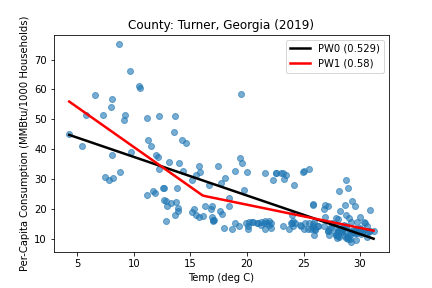 County: Turner, Georgia (2019)
PW0 (0.529)
PW1 (0.58)
Per-Capita Consumption (MMBtu/1000 Households)
70
60
50
40
30
20
10
5 10 15 20 25 30
Temp (deg C)